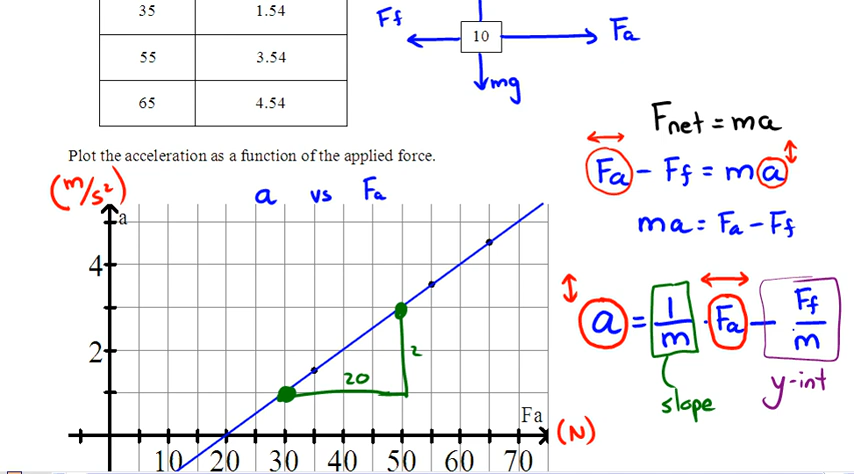 35 1.54
55 3.54
65 4.54
Ff 10 Fa
mg
Fnet = ma
Fa - Ff = ma
ma = Fa - Ff
a = 1/m · Fa - Ff/m
slope
y-int
Plot the acceleration as a function of the applied force.
(m/s²)
a vs Fa
a
4
2
20
2
Fa
(N)
10 20 30 40 50 60 70